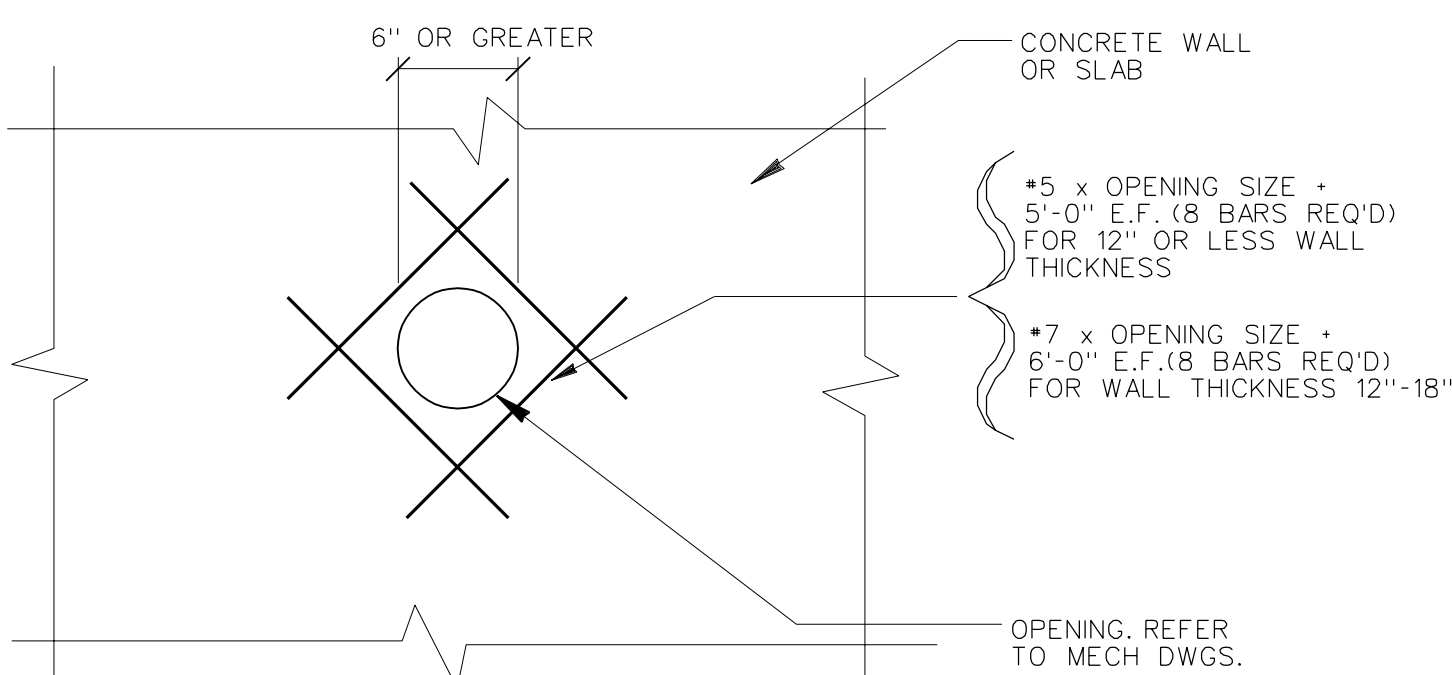 6" OR GREATER
CONCRETE WALL
OR SLAB
#5 x OPENING SIZE +
5'-0" E.F. (8 BARS REQ'D)
FOR 12" OR LESS WALL
THICKNESS
#7 x OPENING SIZE +
6'-0" E.F.(8 BARS REQ'D)
FOR WALL THICKNESS 12"-18"
OPENING. REFER
TO MECH DWGS.